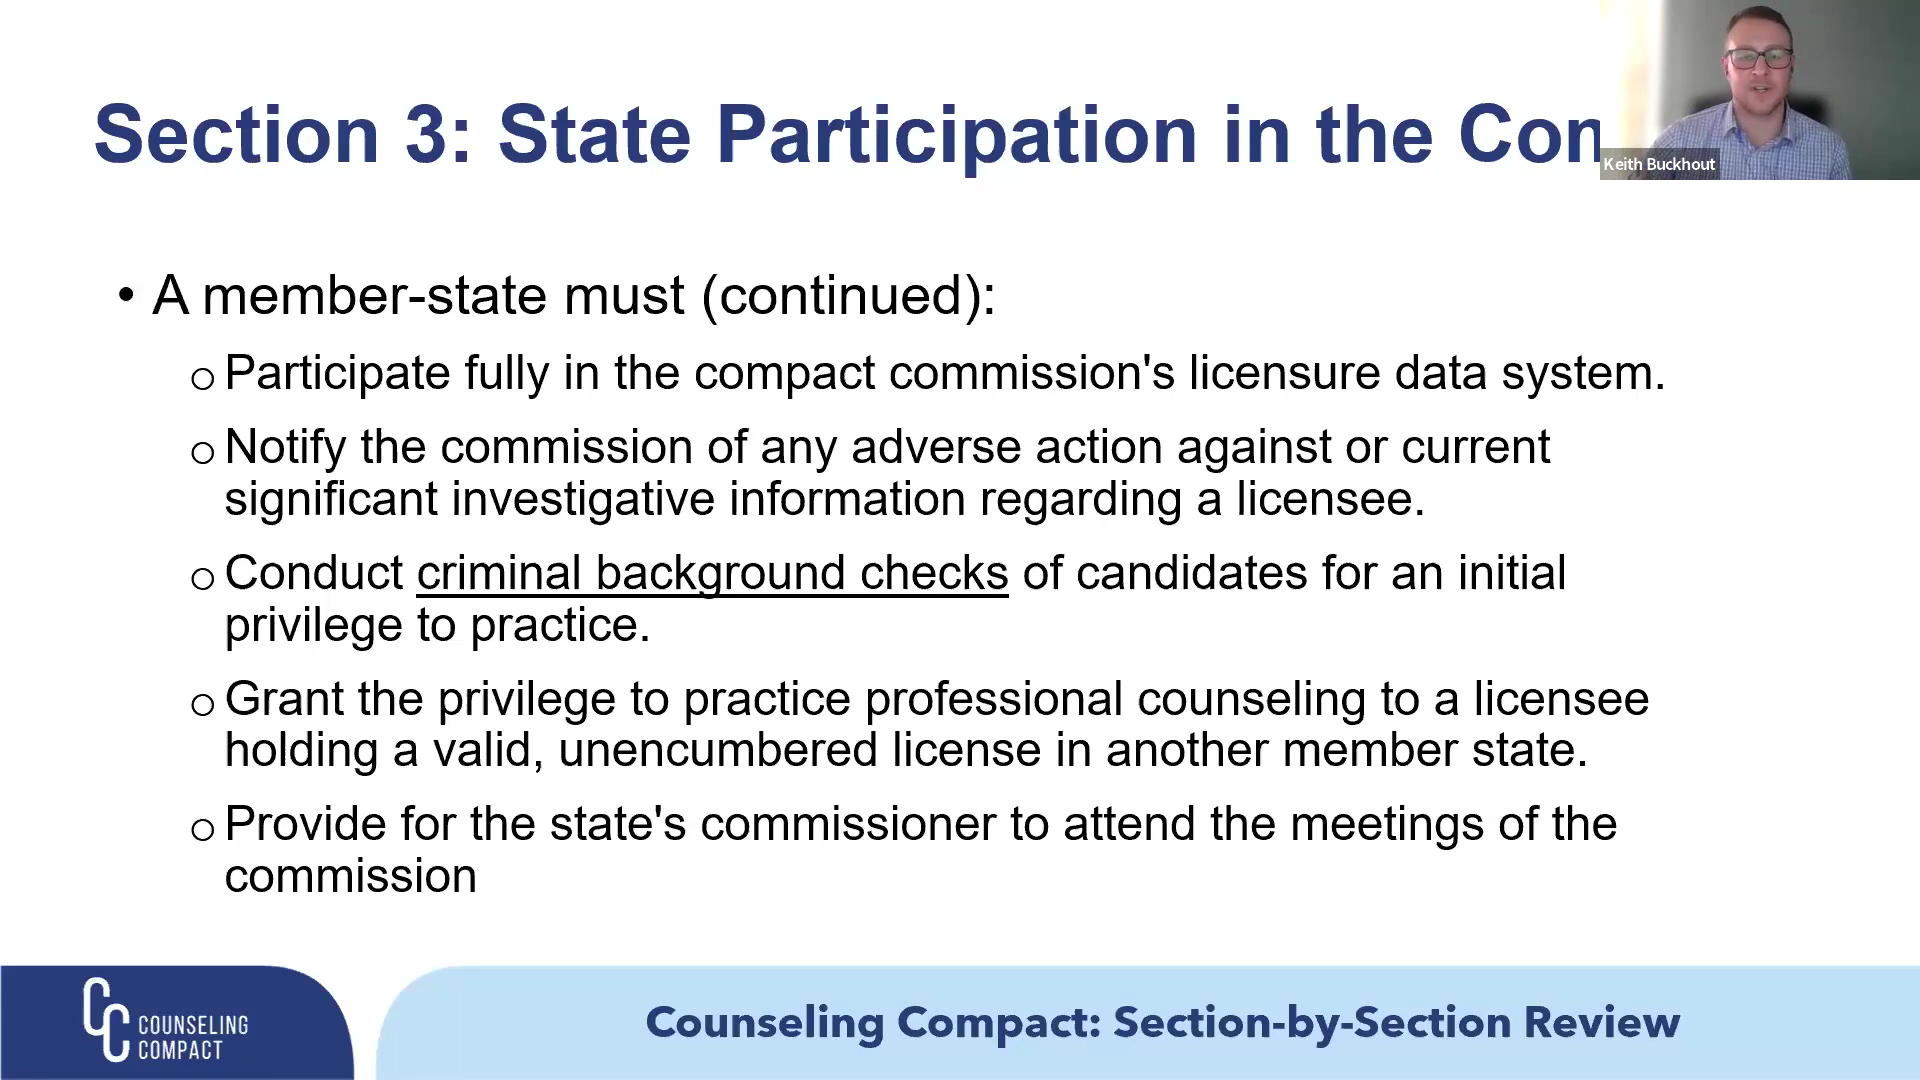 Section 3: State Participation in the Con
Keith Buckhout
• A member-state must (continued):
o Participate fully in the compact commission's licensure data system.
o Notify the commission of any adverse action against or current
significant investigative information regarding a licensee.
o Conduct criminal background checks of candidates for an initial
privilege to practice.
o Grant the privilege to practice professional counseling to a licensee
holding a valid, unencumbered license in another member state.
o Provide for the state's commissioner to attend the meetings of the
commission
CC COUNSELING
COMPACT
Counseling Compact: Section-by-Section Review